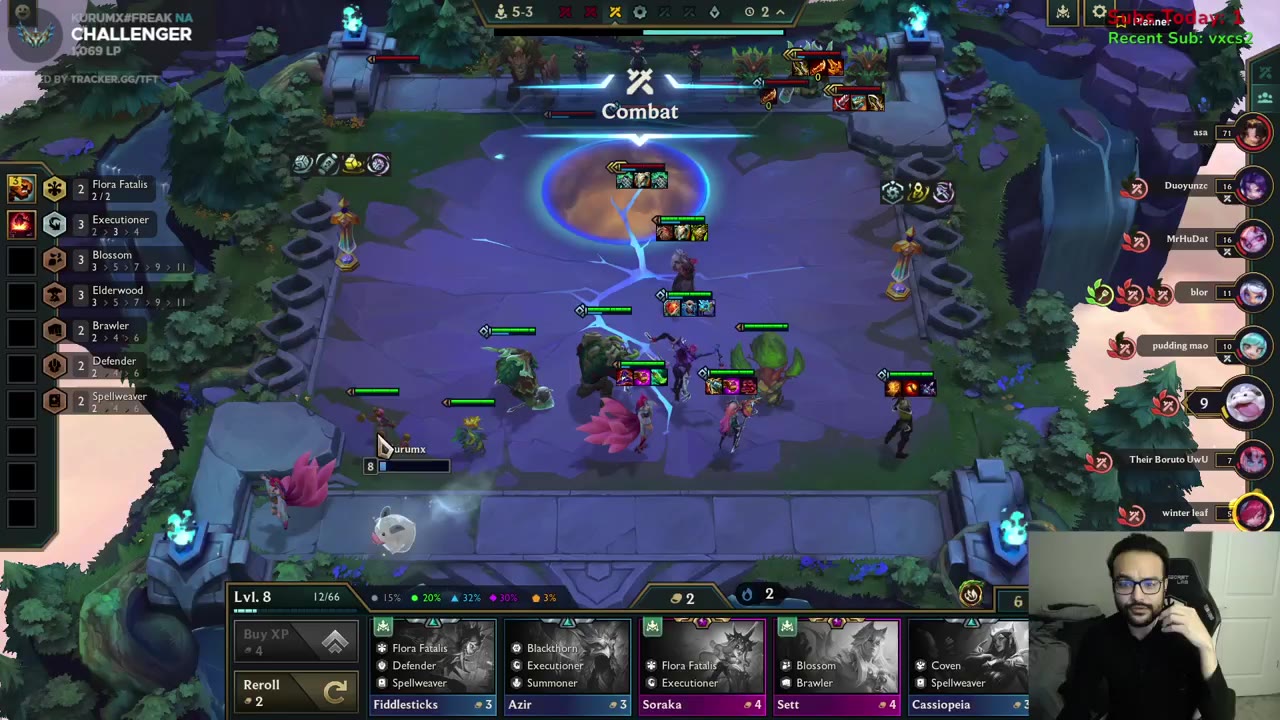 KURUMX#FREAK NA
CHALLENGER
1,069 LP
BY TRACKER.GG/TFT
5-3
2
Planner
Subs Today: 1
Recent Sub: vxcs2
Combat
0
0
2
Flora Fatalis
2 / 2
3
Executioner
2 > 3 > 4
3
Blossom
3 > 5 > 7 > 9 > 11
3
Elderwood
3 > 5 > 7 > 9 > 11
2
Brawler
2 > 4 > 6
2
Defender
2 > 4 > 6
2
Spellweaver
2 > 4 > 6
asa 71
Duoyunzc 16
MrHuDat 16
blor 11
pudding mao 10
9
Their Boruto UwU 7
winter leaf
urumx
8
Lvl. 8
12/66
15%
20%
32%
30%
3%
2
2
6
Buy XP
4
Reroll
2
Flora Fatalis
Defender
Spellweaver
Fiddlesticks 3
Blackthorn
Executioner
Summoner
Azir 3
Flora Fatalis
Executioner
Soraka 4
Blossom
Brawler
Sett 4
Coven
Spellweaver
Cassiopeia 3